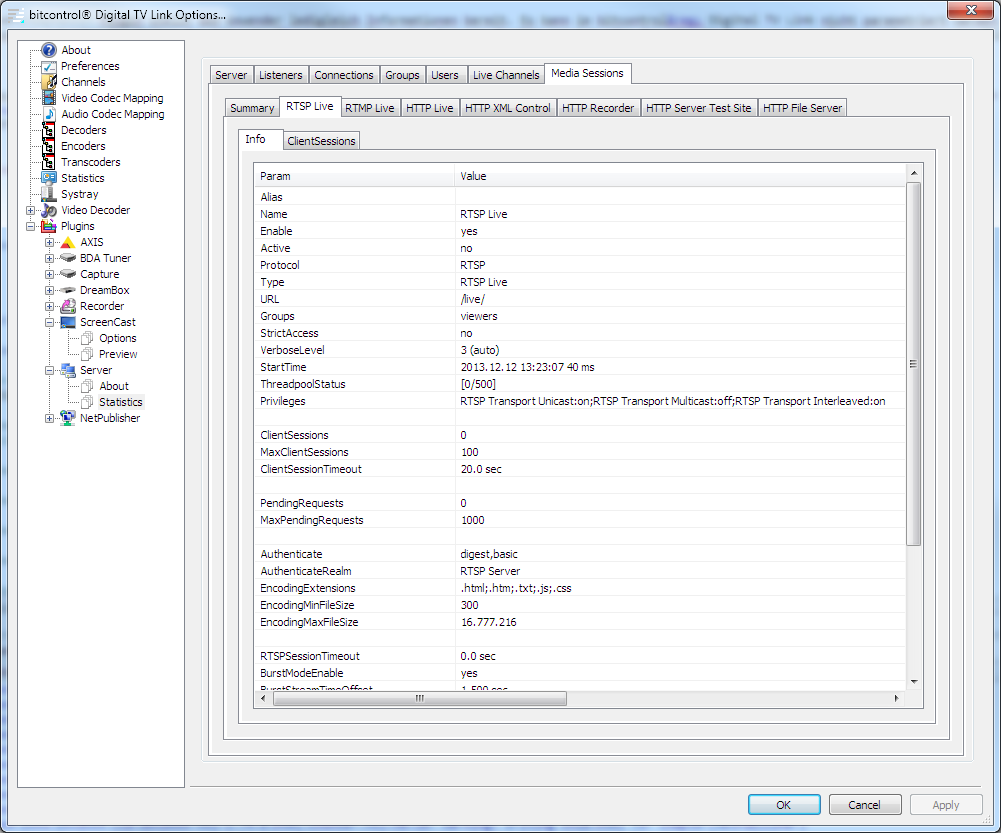 bitcontrol® Digital TV Link Options...
About
Preferences
Channels
Video Codec Mapping
Audio Codec Mapping
Decoders
Encoders
Transcoders
Statistics
Systray
Video Decoder
Plugins
AXIS
BDA Tuner
Capture
DreamBox
Recorder
ScreenCast
Options
Preview
Server
About
Statistics
NetPublisher
Server Listeners Connections Groups Users Live Channels Media Sessions
Summary RTSP Live RTMP Live HTTP Live HTTP XML Control HTTP Recorder HTTP Server Test Site HTTP File Server
Info ClientSessions
Param Value
Alias
Name RTSP Live
Enable yes
Active no
Protocol RTSP
Type RTSP Live
URL /live/
Groups viewers
StrictAccess no
VerboseLevel 3 (auto)
StartTime 2013.12.12 13:23:07 40 ms
ThreadpoolStatus [0/500]
Privileges RTSP Transport Unicast:on;RTSP Transport Multicast:off;RTSP Transport Interleaved:on
ClientSessions 0
MaxClientSessions 100
ClientSessionTimeout 20.0 sec
PendingRequests 0
MaxPendingRequests 1000
Authenticate digest,basic
AuthenticateRealm RTSP Server
EncodingExtensions .html;.htm;.txt;.js;.css
EncodingMinFileSize 300
EncodingMaxFileSize 16.777.216
RTSPSessionTimeout 0.0 sec
BurstModeEnable yes
BurstStreamTimeOffset 1.500 sec
OK Cancel Apply